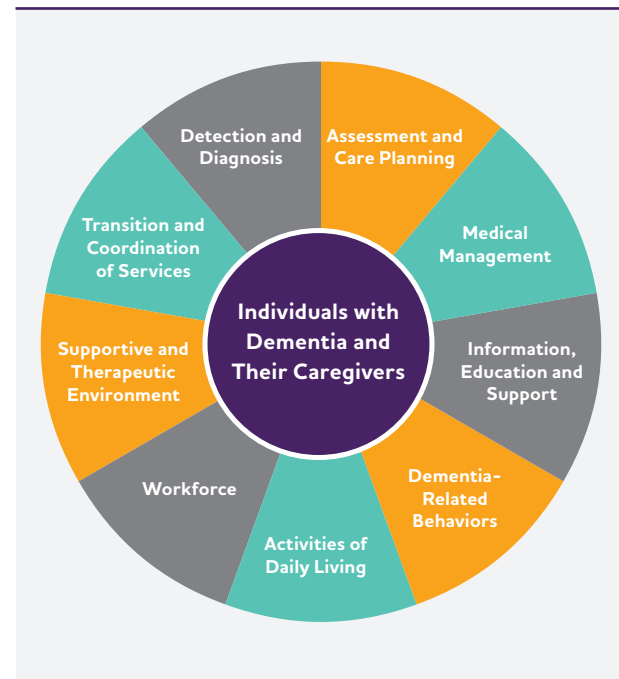 Detection and
Diagnosis
Assessment and
Care Planning
Medical
Management
Information,
Education and
Support
Dementia-
Related
Behaviors
Activities of
Daily Living
Workforce
Supportive and
Therapeutic
Environment
Transition and
Coordination
of Services
Individuals with
Dementia and
Their Caregivers